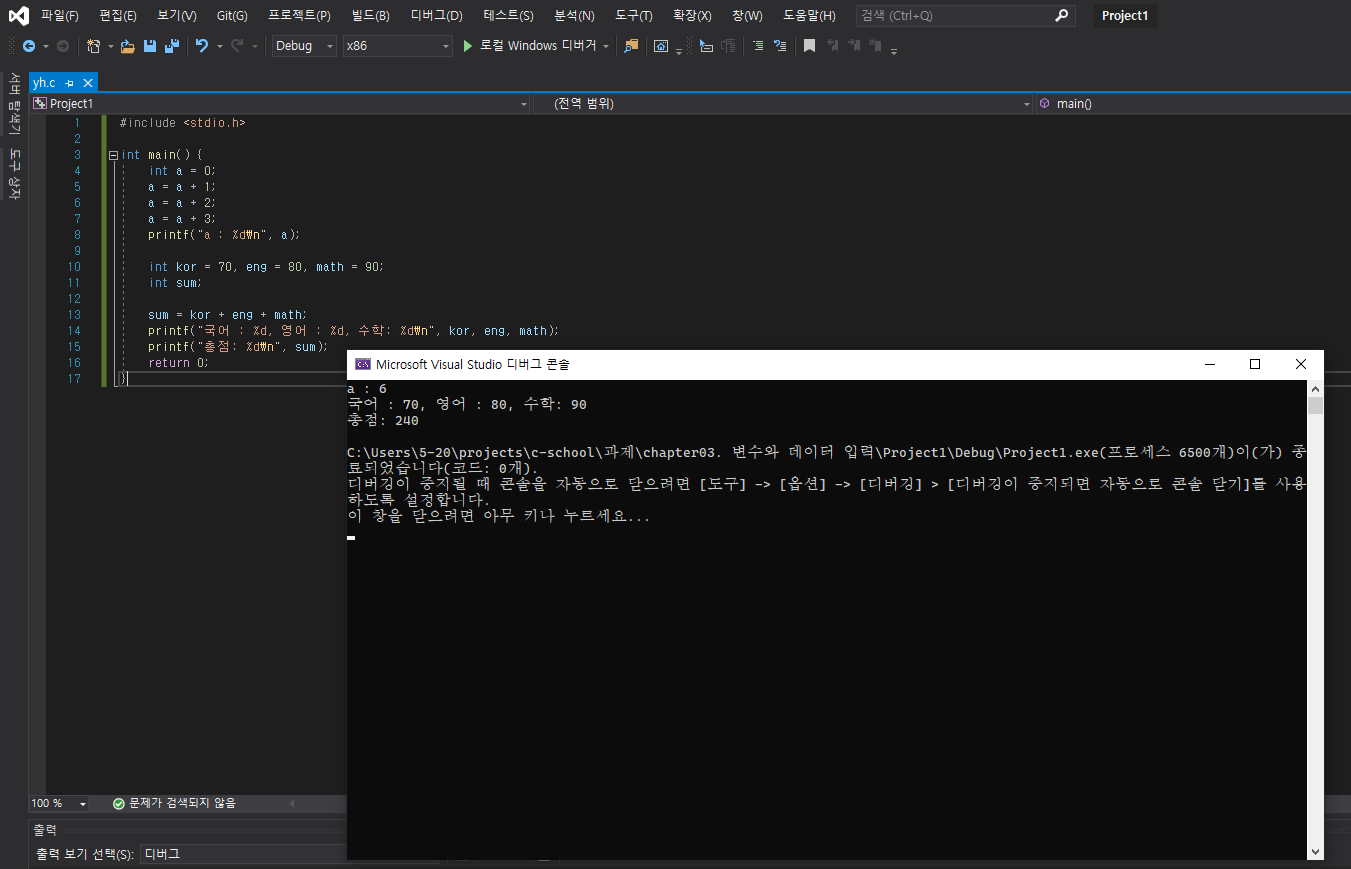 파일(F) 편집(E) 보기(V) Git(G) 프로젝트(P) 빌드(B) 디버그(D) 테스트(S) 분석(N) 도구(T) 확장(X) 창(W) 도움말(H) 검색 (Ctrl+Q) Project1
Debug x86 로컬 Windows 디버거
서버 탐색기
도구 상자
yh.c
Project1 (전역 범위) main()
1 #include <stdio.h>
2
3 int main() {
4 int a = 0;
5 a = a + 1;
6 a = a + 2;
7 a = a + 3;
8 printf("a : %d₩n", a);
9
10 int kor = 70, eng = 80, math = 90;
11 int sum;
12
13 sum = kor + eng + math;
14 printf("국어 : %d, 영어 : %d, 수학: %d₩n", kor, eng, math);
15 printf("총점: %d₩n", sum);
16 return 0;
17 }
Microsoft Visual Studio 디버그 콘솔
a : 6
국어 : 70, 영어 : 80, 수학: 90
총점: 240
C:\Users\5-20\projects\c-school\과제\chapter03. 변수와 데이터 입력\Project1\Debug\Project1.exe(프로세스 6500개)이(가) 종
료되었습니다(코드: 0개).
디버깅이 중지될 때 콘솔을 자동으로 닫으려면 [도구] -> [옵션] -> [디버깅] > [디버깅이 중지되면 자동으로 콘솔 닫기]를 사용
하도록 설정합니다.
이 창을 닫으려면 아무 키나 누르세요...
100 % 문제가 검색되지 않음
출력
출력 보기 선택(S): 디버그